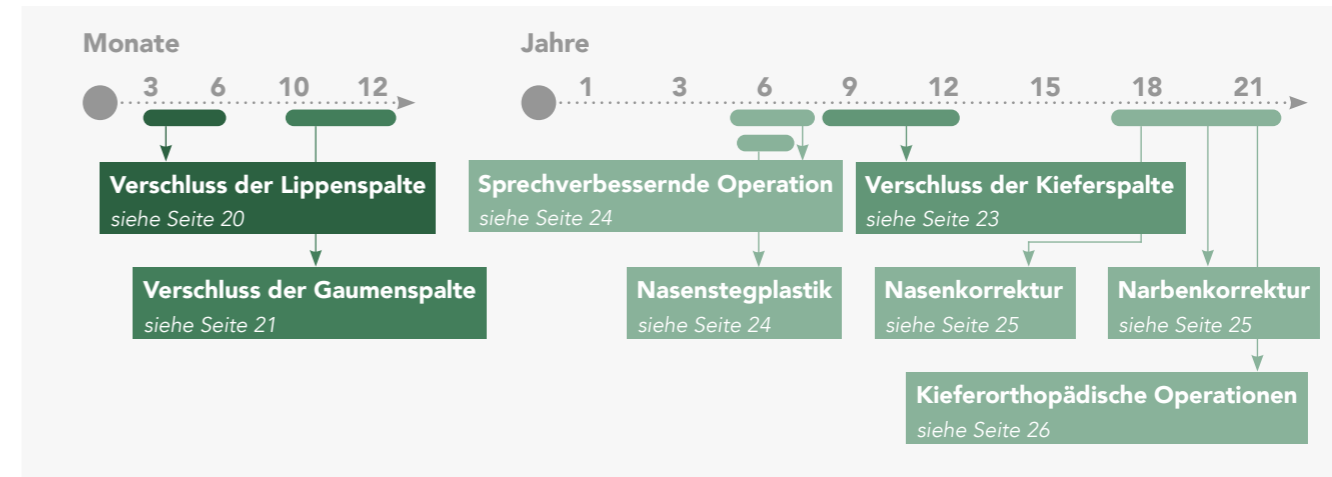 Monate
3 6 10 12
Verschluss der Lippenspalte
siehe Seite 20
Verschluss der Gaumenspalte
siehe Seite 21
Jahre
1 3 6 9 12 15 18 21
Sprechverbessernde Operation
siehe Seite 24
Verschluss der Kieferspalte
siehe Seite 23
Nasenstegplastik
siehe Seite 24
Nasenkorrektur
siehe Seite 25
Narbenkorrektur
siehe Seite 25
Kieferorthopädische Operationen
siehe Seite 26